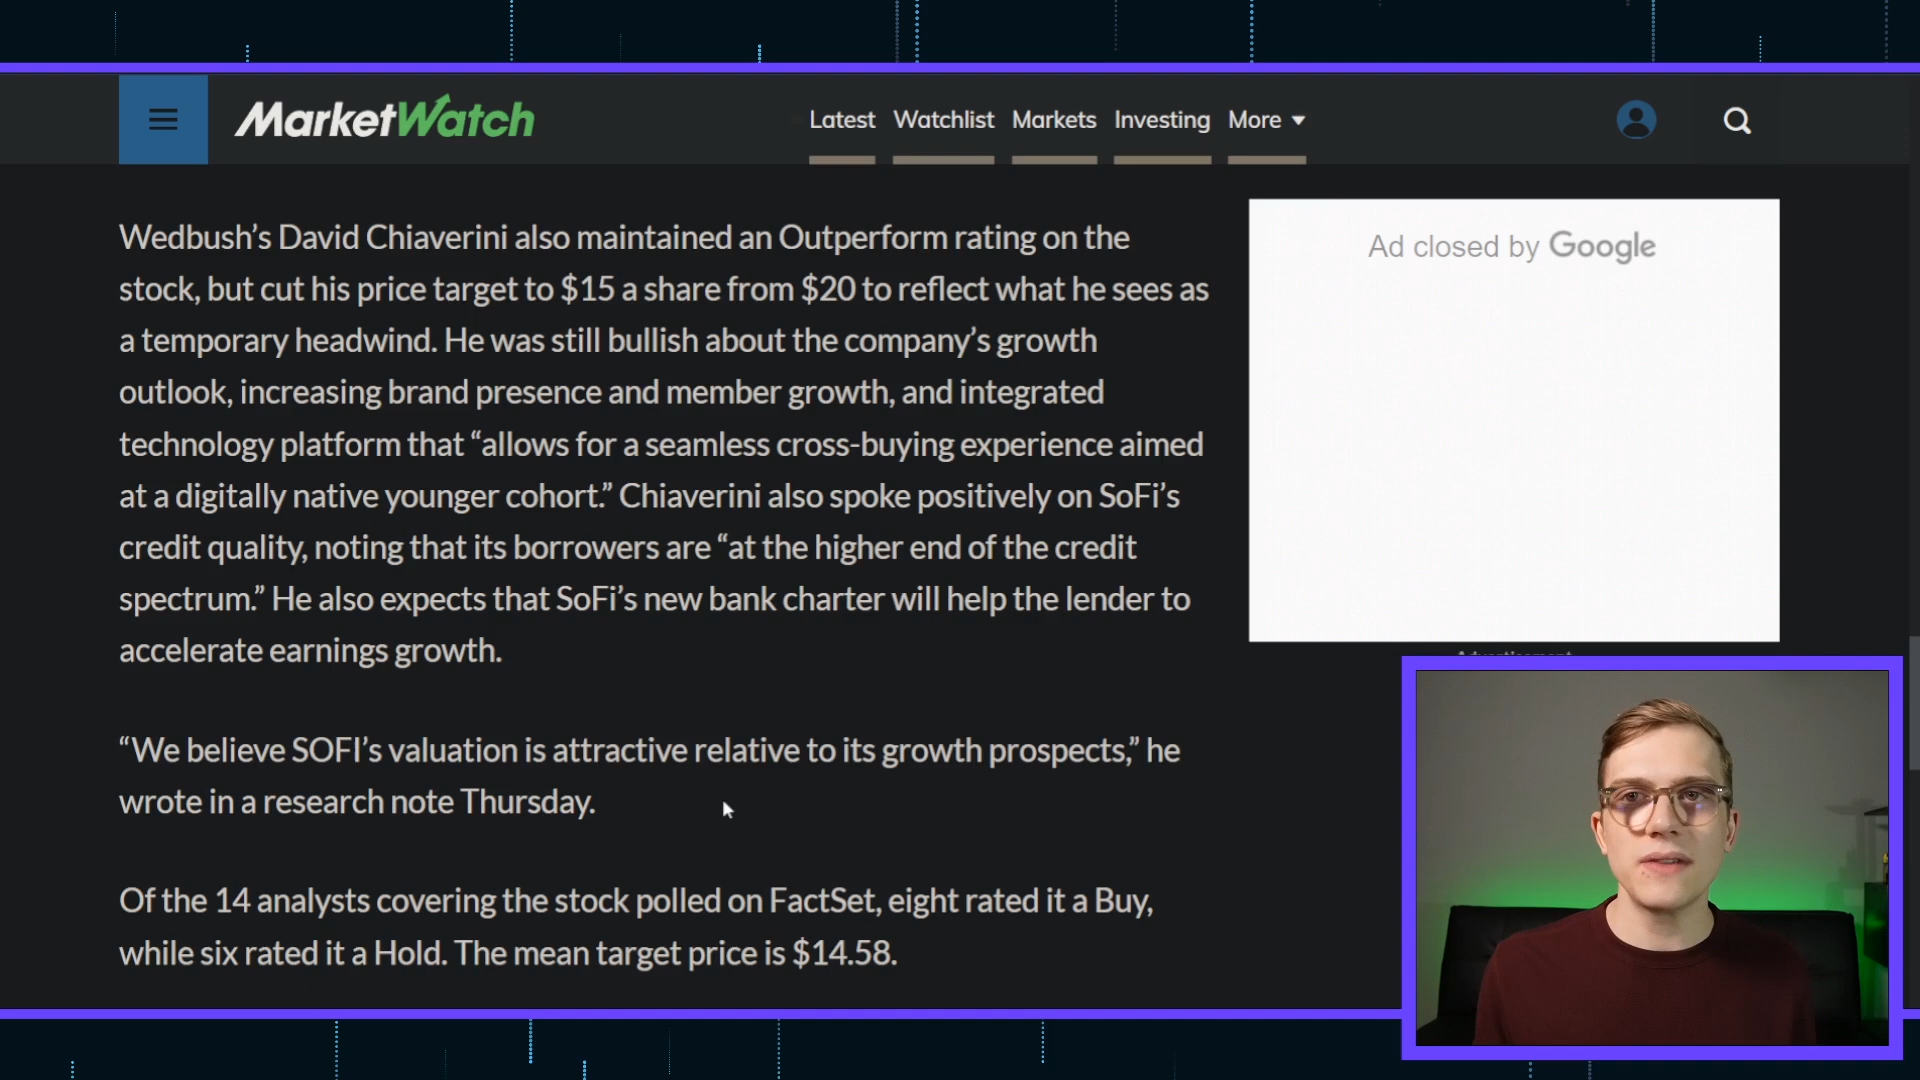 MarketWatch
Latest Watchlist Markets Investing More
Wedbush’s David Chiaverini also maintained an Outperform rating on the
stock, but cut his price target to $15 a share from $20 to reflect what he sees as
a temporary headwind. He was still bullish about the company’s growth
outlook, increasing brand presence and member growth, and integrated
technology platform that “allows for a seamless cross-buying experience aimed
at a digitally native younger cohort.” Chiaverini also spoke positively on SoFi’s
credit quality, noting that its borrowers are “at the higher end of the credit
spectrum.” He also expects that SoFi’s new bank charter will help the lender to
accelerate earnings growth.
“We believe SOFI’s valuation is attractive relative to its growth prospects,” he
wrote in a research note Thursday.
Of the 14 analysts covering the stock polled on FactSet, eight rated it a Buy,
while six rated it a Hold. The mean target price is $14.58.
Ad closed by Google